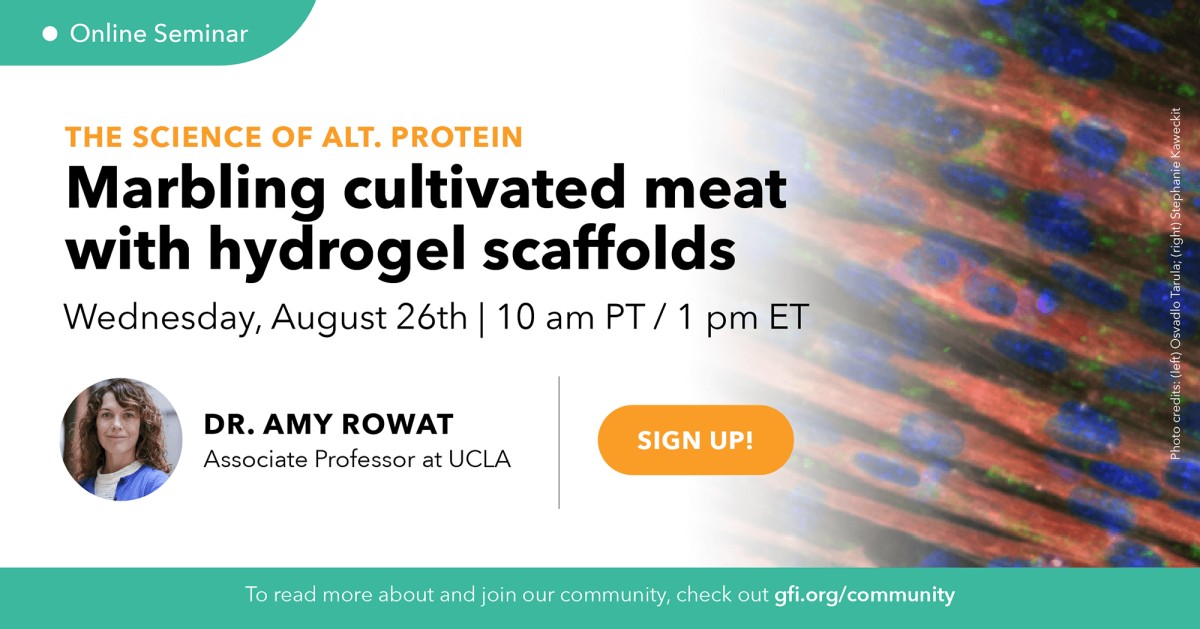 Online Seminar
THE SCIENCE OF ALT. PROTEIN
Marbling cultivated meat
with hydrogel scaffolds
Wednesday, August 26th | 10 am PT / 1 pm ET
DR. AMY ROWAT
Associate Professor at UCLA
SIGN UP!
Photo credits: (left) Osvadlo Tarula; (right) Stephanie Kaweckit
To read more about and join our community, check out gfi.org/community